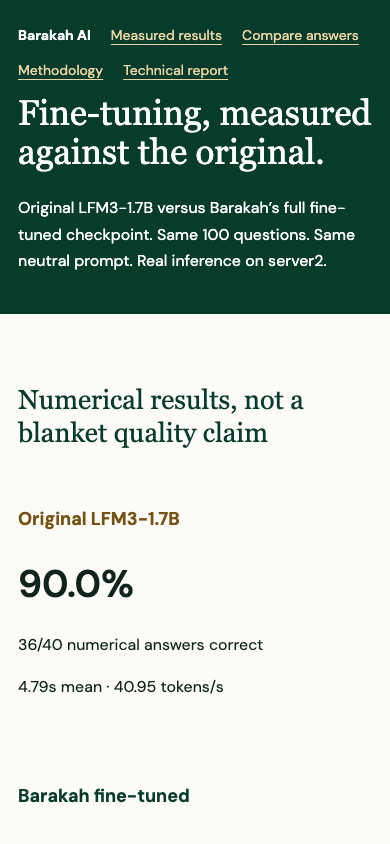 Barakah AI Measured results Compare answers
Methodology Technical report
Fine-tuning, measured
against the original.
Original LFM3-1.7B versus Barakah’s full fine-
tuned checkpoint. Same 100 questions. Same
neutral prompt. Real inference on server2.
Numerical results, not a
blanket quality claim
Original LFM3-1.7B
90.0%
36/40 numerical answers correct
4.79s mean · 40.95 tokens/s
Barakah fine-tuned